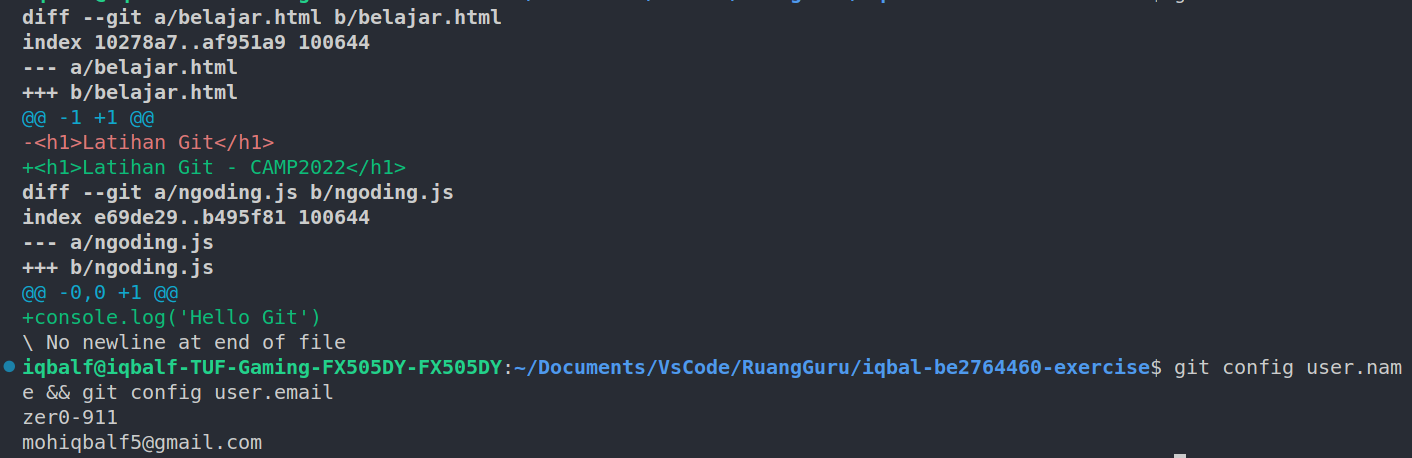 diff --git a/belajar.html b/belajar.html
index 10278a7..af951a9 100644
--- a/belajar.html
+++ b/belajar.html
@@ -1 +1 @@
-<h1>Latihan Git</h1>
+<h1>Latihan Git - CAMP2022</h1>
diff --git a/ngoding.js b/ngoding.js
index e69de29..b495f81 100644
--- a/ngoding.js
+++ b/ngoding.js
@@ -0,0 +1 @@
+console.log('Hello Git')
\ No newline at end of file
iqbalf@iqbalf-TUF-Gaming-FX505DY-FX505DY:~/Documents/VsCode/RuangGuru/iqbal-be2764460-exercise$ git config user.nam
e && git config user.email
zer0-911
mohiqbalf5@gmail.com